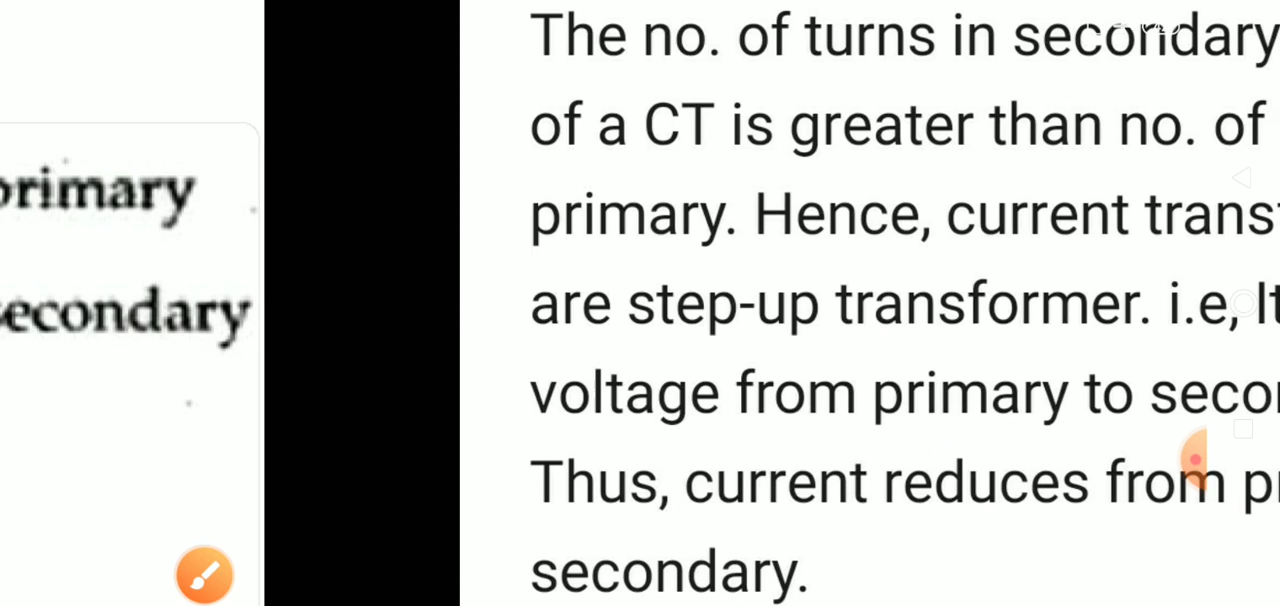 primary
secondary
The no. of turns in secondary
of a CT is greater than no. of
primary. Hence, current trans
are step-up transformer. i.e, It
voltage from primary to seco
Thus, current reduces from pr
secondary.